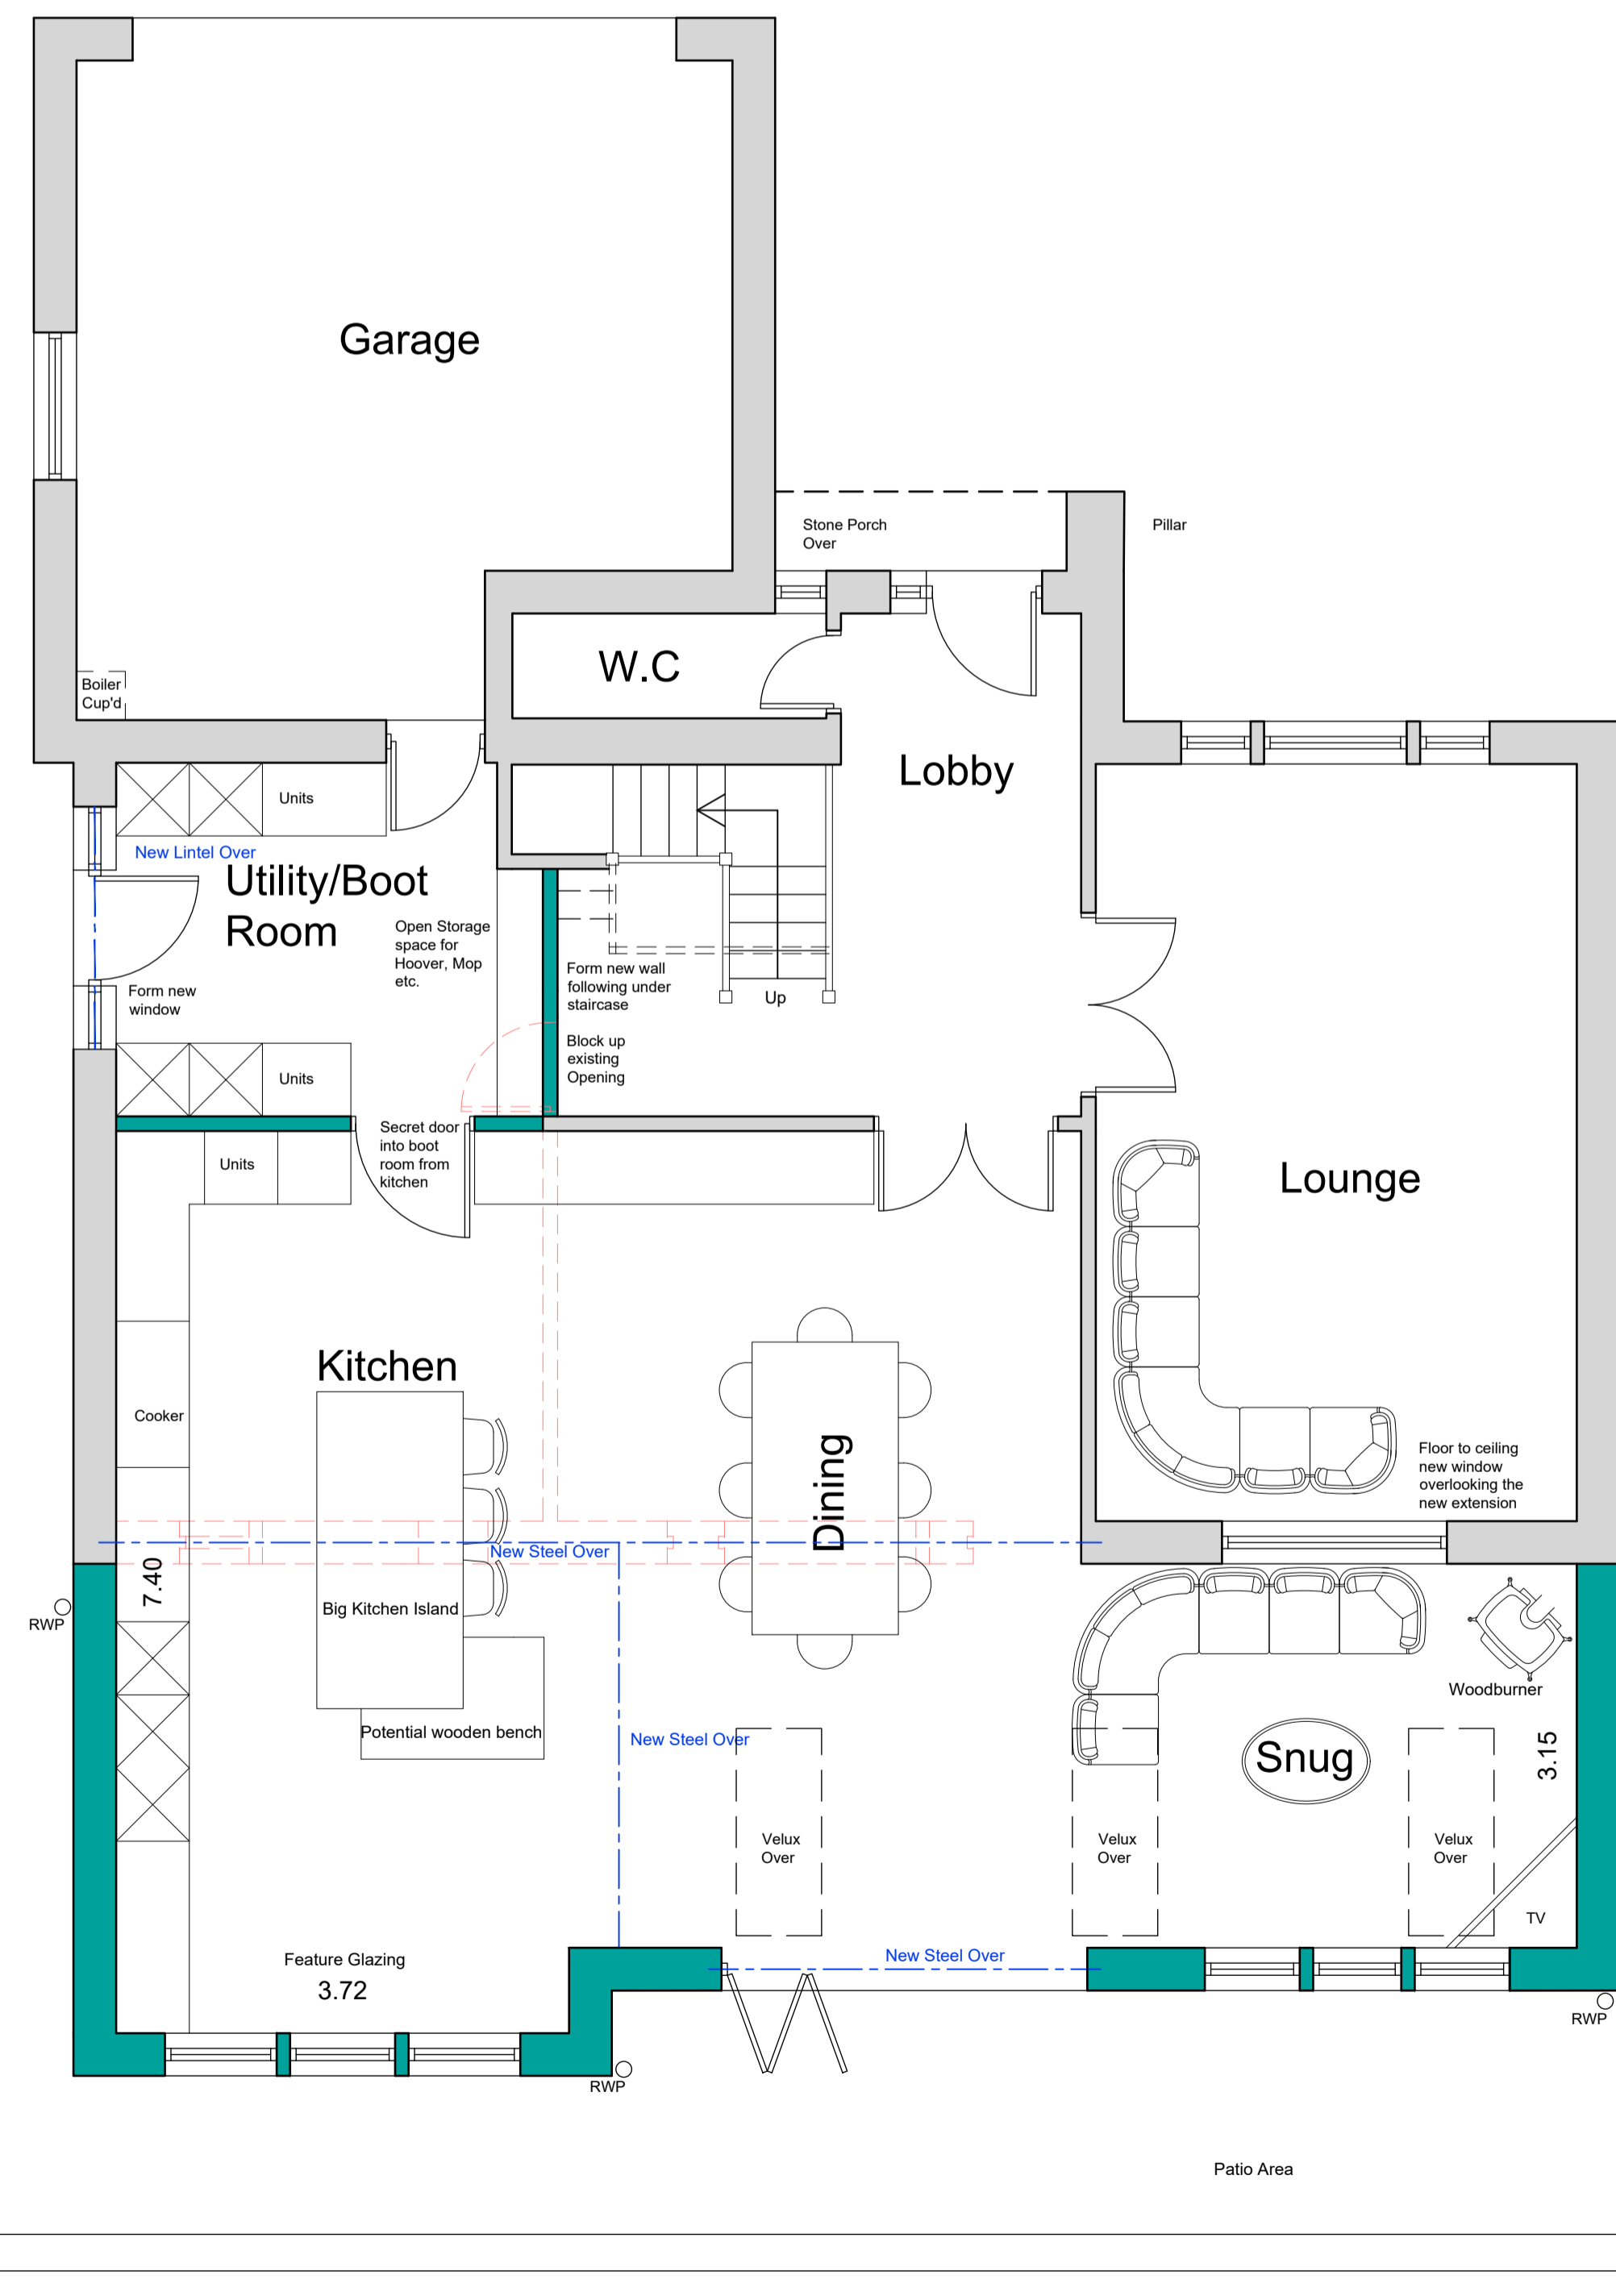 Garage
Stone Porch
Over
Pillar
W.C
Boiler
Cup'd
Lobby
Units
New Lintel Over
Utility/Boot
Room
Open Storage
space for
Hoover, Mop
etc.
Form new
window
Form new wall
following under
staircase
Up
Block up
existing
Opening
Units
Secret door
into boot
room from
kitchen
Units
Lounge
Kitchen
Cooker
Dining
Floor to ceiling
new window
overlooking the
new extension
New Steel Over
7.40
Big Kitchen Island
RWP
Woodburner
Potential wooden bench
New Steel Over
Snug
3.15
Velux
Over
Velux
Over
Velux
Over
TV
Feature Glazing
3.72
New Steel Over
RWP
RWP
Patio Area